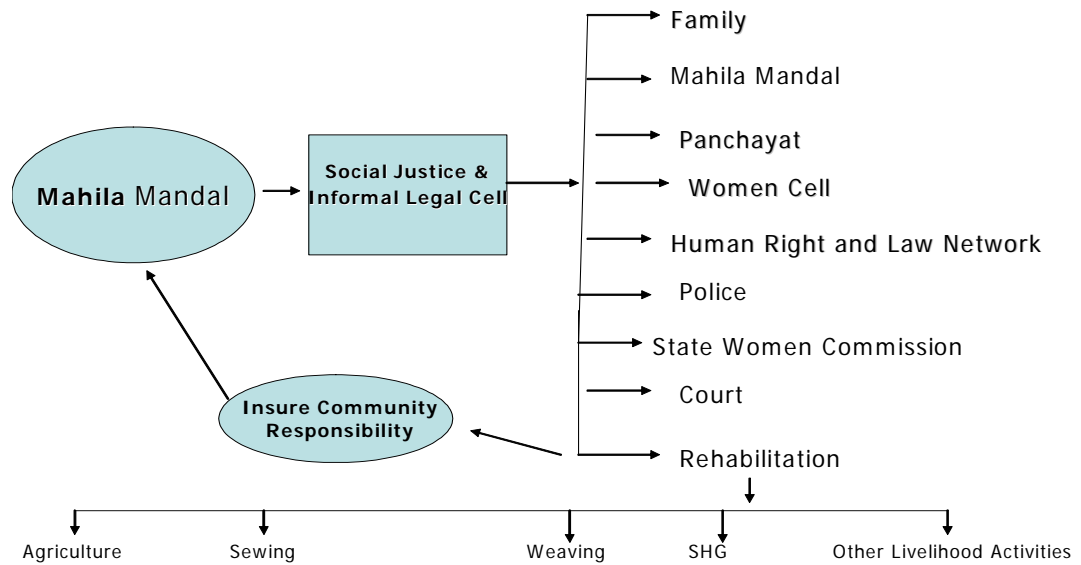 Family
Mahila Mandal
Panchayat
Women Cell
Human Right and Law Network
Police
State Women Commission
Court
Rehabilitation
Mahila Mandal
Social Justice &
Informal Legal Cell
Insure Community
Responsibility
Agriculture
Sewing
Weaving
SHG
Other Livelihood Activities